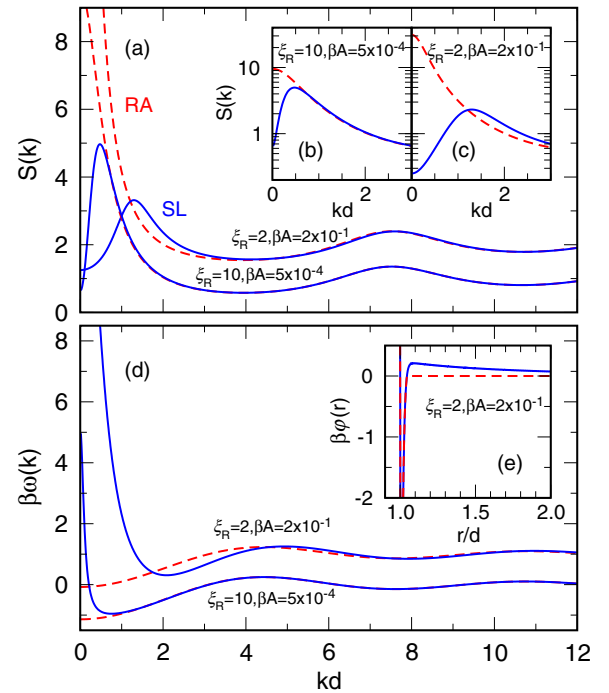 (a)
RA
SL
S(k)
8
6
4
2
0
ξR=2,βA=2x10-1
ξR=10,βA=5x10-4
ξR=10,βA=5x10-4
S(k)
10
1
(b)
0 2
kd
ξR=2,βA=2x10-1
(c)
0 2
kd
(d)
βω(k)
8
6
4
2
0
ξR=2,βA=2x10-1
ξR=10,βA=5x10-4
βφ(r)
0
-1
-2
ξR=2,βA=2x10-1
(e)
1.0 1.5 2.0
r/d
0 2 4 6 8 10 12
kd